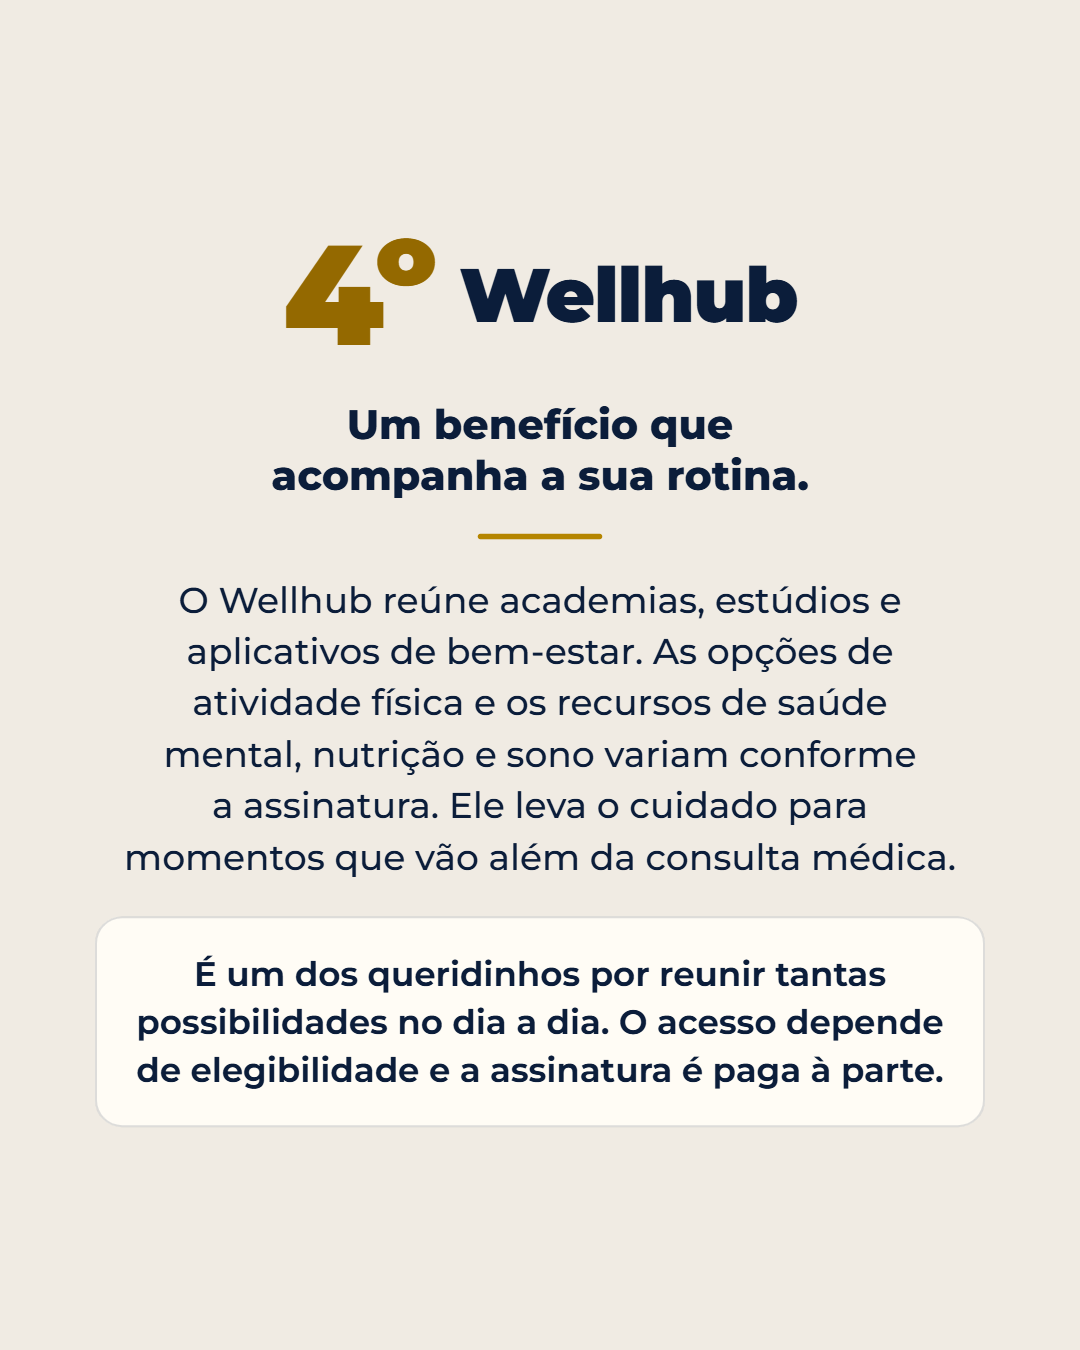 4º Wellhub
Um benefício que
acompanha a sua rotina.
O Wellhub reúne academias, estúdios e
aplicativos de bem-estar. As opções de
atividade física e os recursos de saúde
mental, nutrição e sono variam conforme
a assinatura. Ele leva o cuidado para
momentos que vão além da consulta médica.
É um dos queridinhos por reunir tantas
possibilidades no dia a dia. O acesso depende
de elegibilidade e a assinatura é paga à parte.